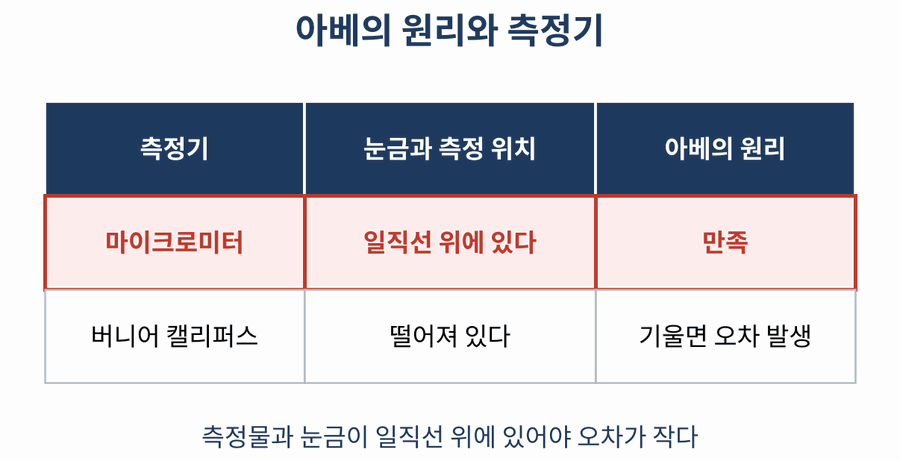 아베의 원리와 측정기
측정기 눈금과 측정 위치 아베의 원리
마이크로미터 일직선 위에 있다 만족
버니어 캘리퍼스 떨어져 있다 기울면 오차 발생
측정물과 눈금이 일직선 위에 있어야 오차가 작다